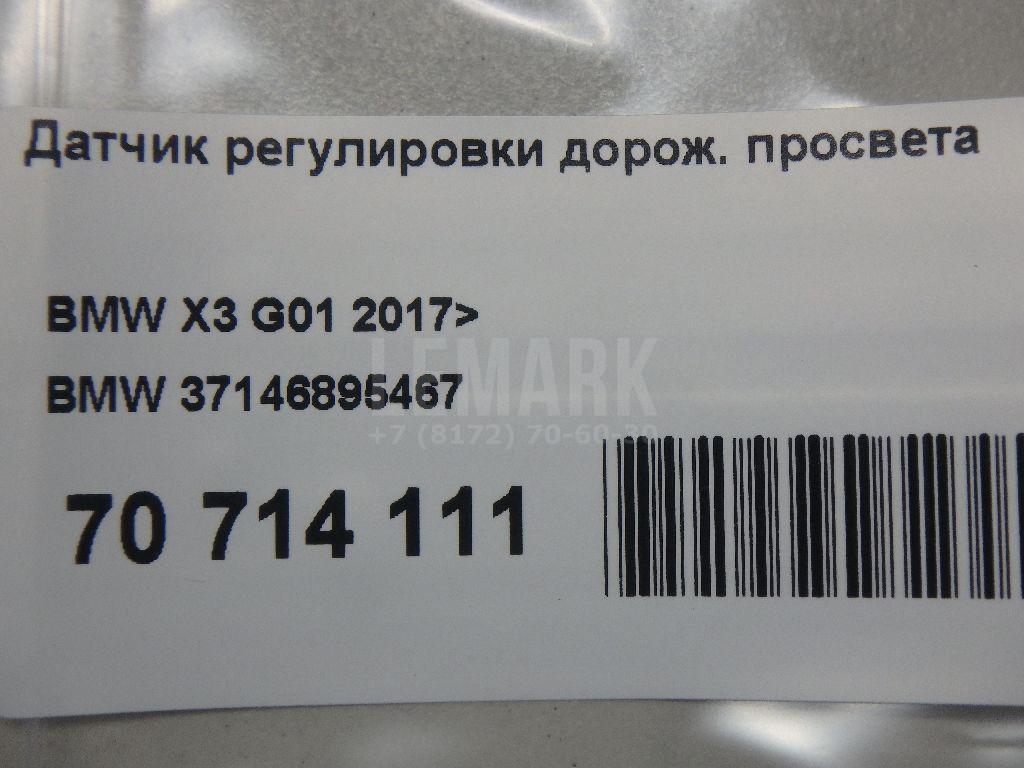 Датчик регулировки дорож. просвета
BMW X3 G01 2017>
LEMARK
BMW 37146895467
+7 (8172) 70-60-30
70 714 111